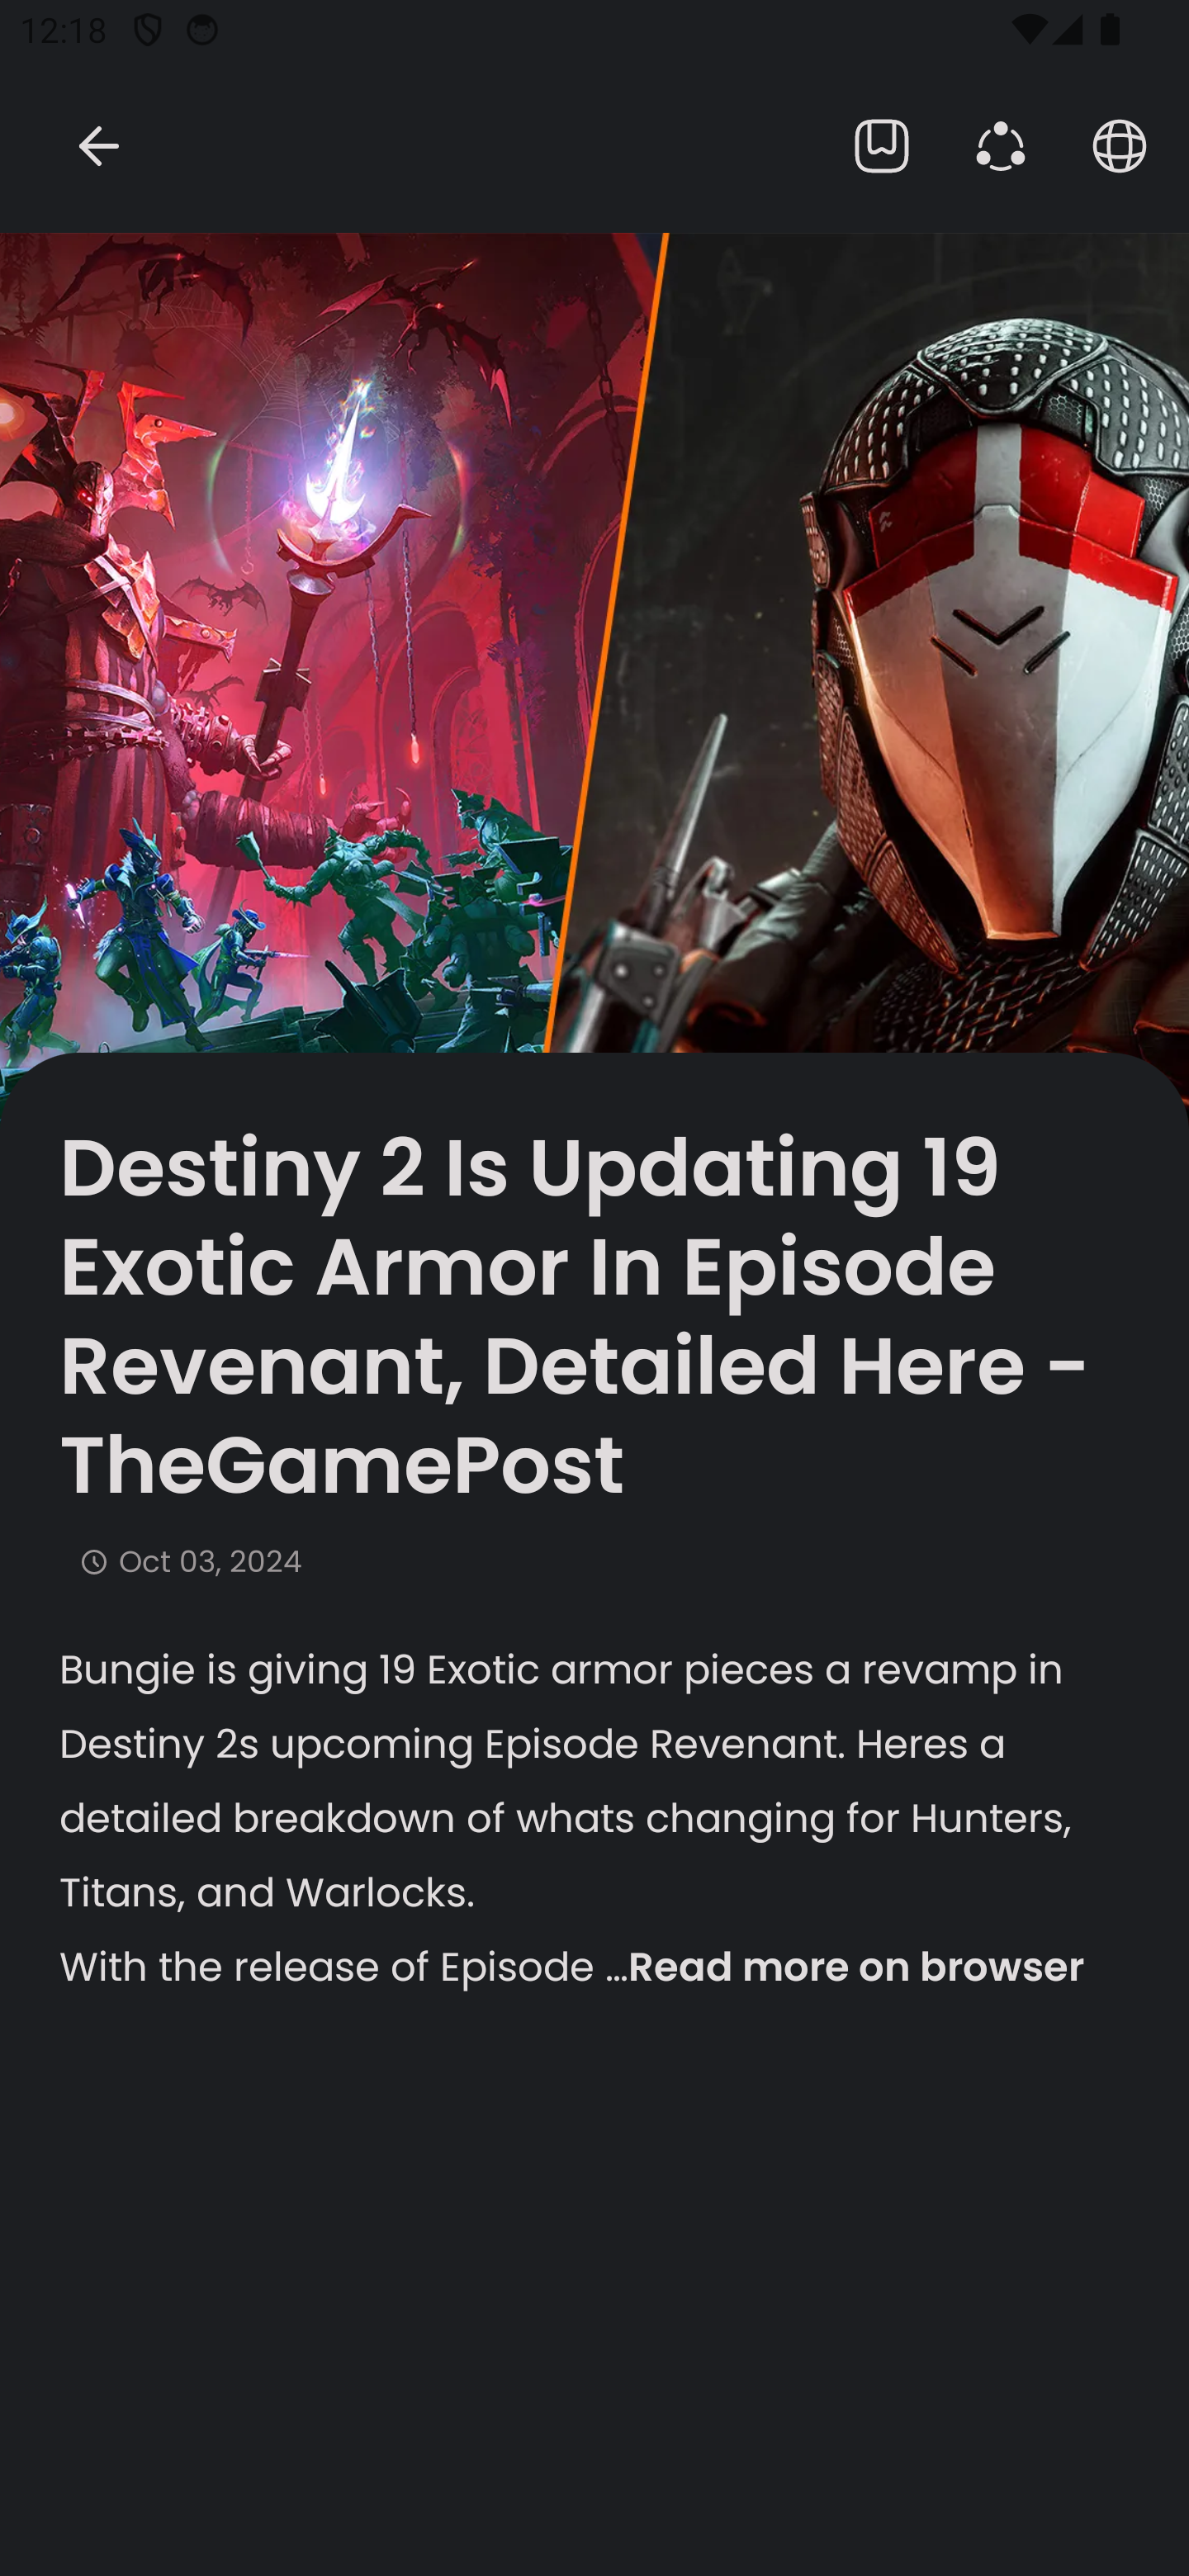 12:18
Destiny 2 Is Updating 19
Exotic Armor In Episode
Revenant, Detailed Here -
TheGamePost
Oct 03, 2024
Bungie is giving 19 Exotic armor pieces a revamp in
Destiny 2s upcoming Episode Revenant. Heres a
detailed breakdown of whats changing for Hunters,
Titans, and Warlocks.
With the release of Episode ...Read more on browser